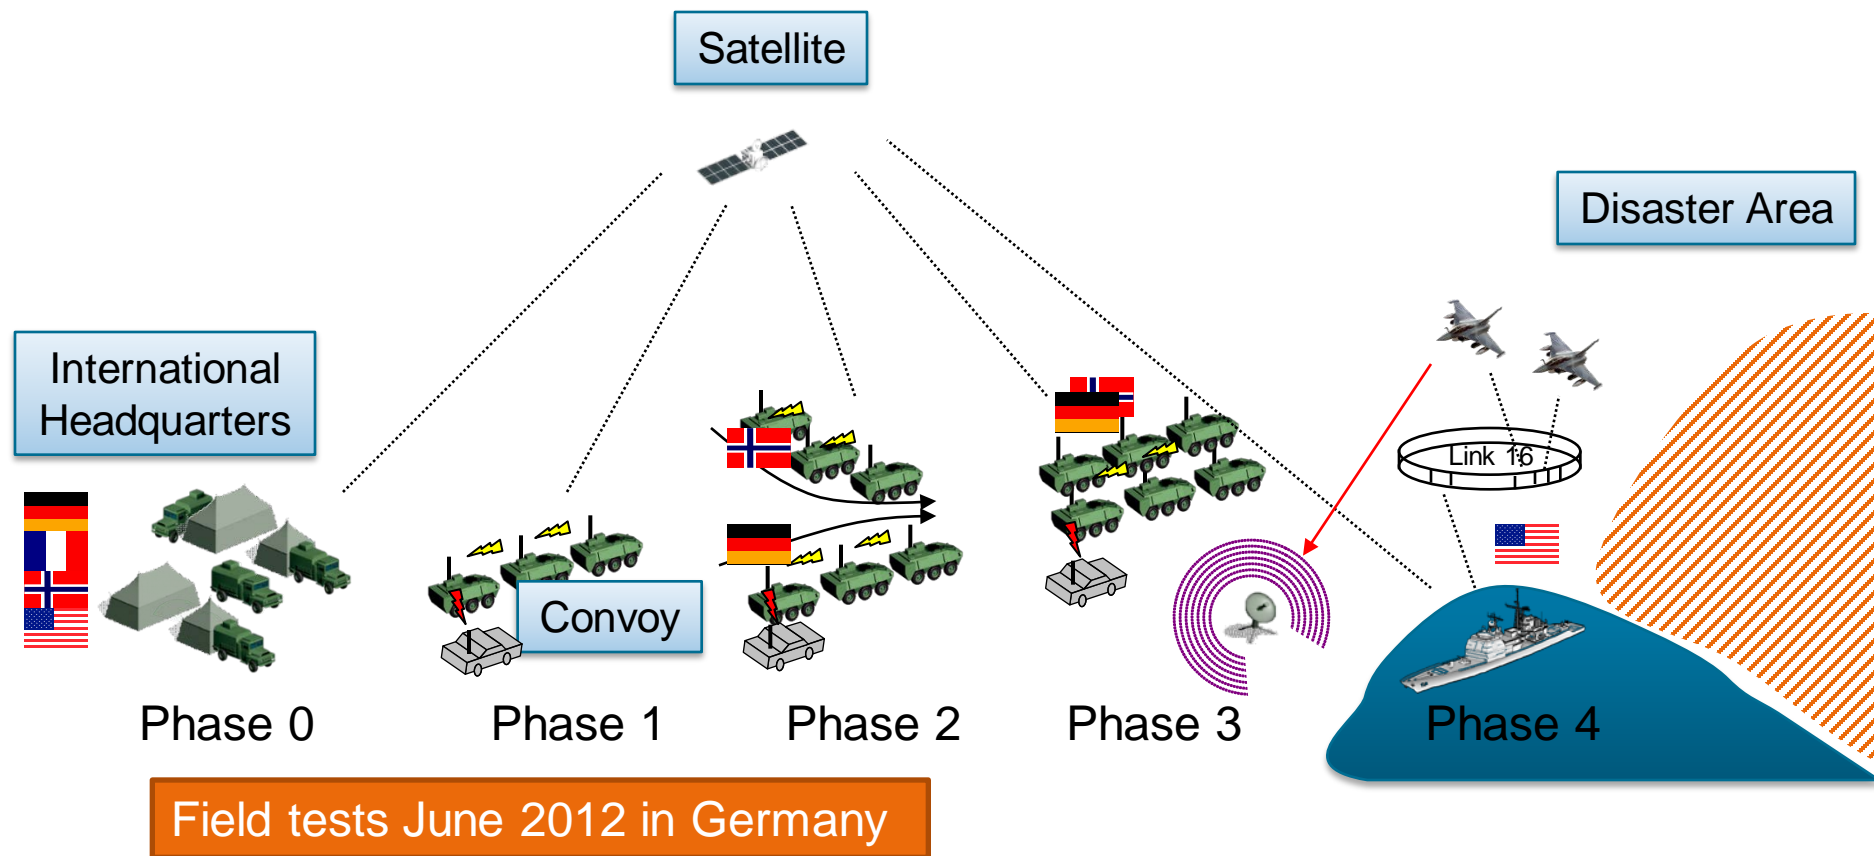 Satellite
Disaster Area
International
Headquarters
Link 16
Convoy
Phase 0
Phase 1
Phase 2
Phase 3
Phase 4
Field tests June 2012 in Germany